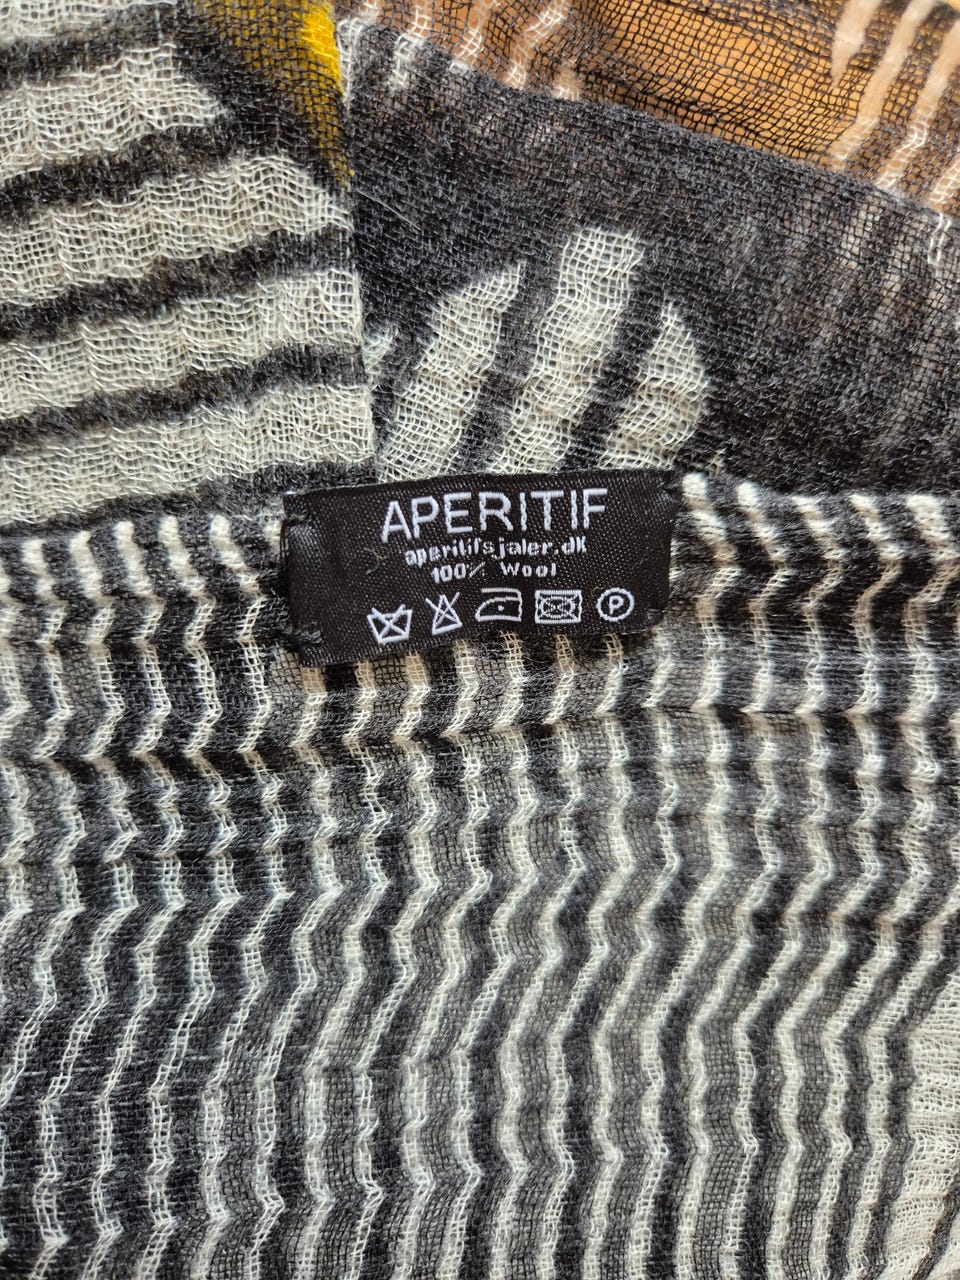 APERITIF
aperitifsjaler.dk
100% Wool
P